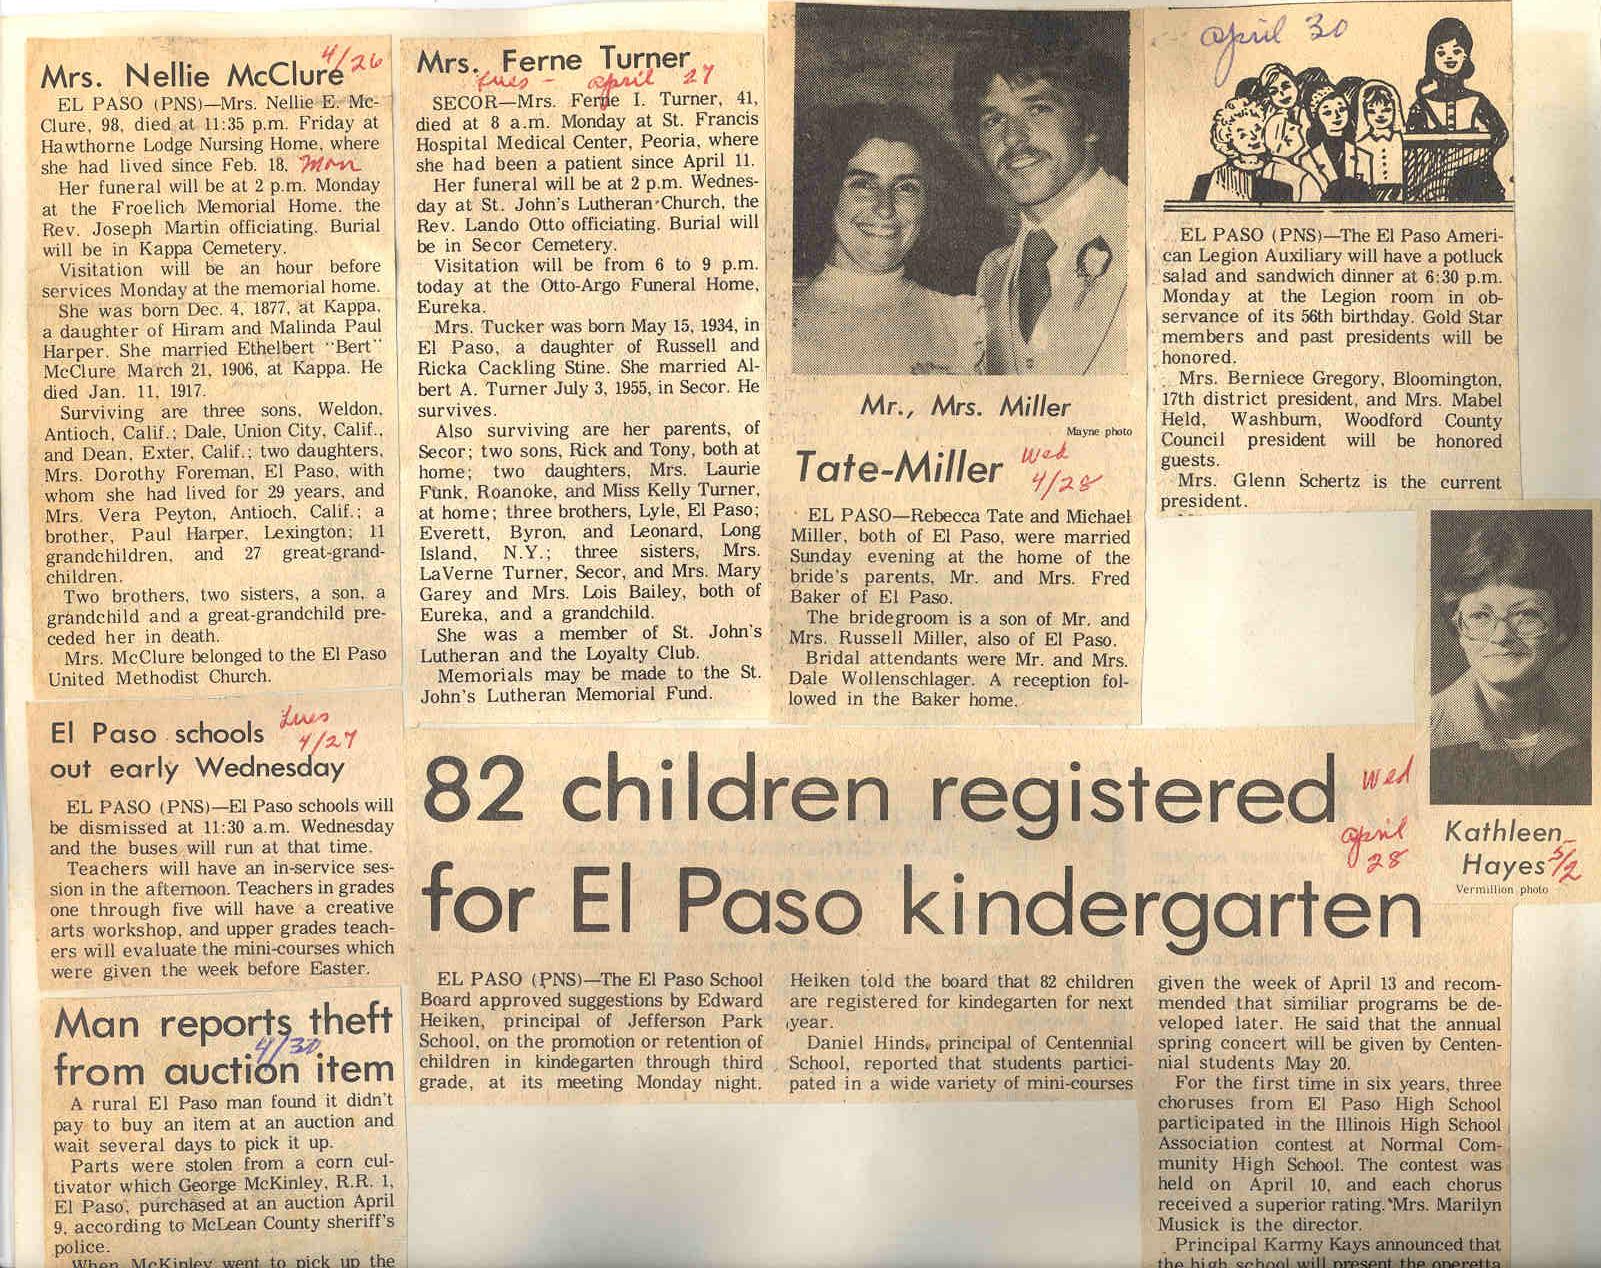 Mrs. Nellie McClure
4/26
EL PASO (PNS)—Mrs. Nellie E. Mc-
Clure, 98, died at 11:35 p.m. Friday at
Hawthorne Lodge Nursing Home, where
she had lived since Feb. 18.
Mon
Her funeral will be at 2 p.m. Monday
at the Froelich Memorial Home. the
Rev. Joseph Martin officiating. Burial
will be in Kappa Cemetery.
Visitation will be an hour before
services Monday at the memorial home.
She was born Dec. 4, 1877, at Kappa,
a daughter of Hiram and Malinda Paul
Harper. She married Ethelbert "Bert"
McClure March 21, 1906, at Kappa. He
died Jan. 11, 1917.
Surviving are three sons, Weldon,
Antioch, Calif.; Dale, Union City, Calif.,
and Dean, Exter, Calif.; two daughters,
Mrs. Dorothy Foreman, El Paso, with
whom she had lived for 29 years, and
Mrs. Vera Peyton, Antioch, Calif.; a
brother, Paul Harper, Lexington; 11
grandchildren, and 27 great-grand-
children.
Two brothers, two sisters, a son, a
grandchild and a great-grandchild pre-
ceded her in death.
Mrs. McClure belonged to the El Paso
United Methodist Church.
El Paso schools
out early Wednesday
Tues
4/27
EL PASO (PNS)—El Paso schools will
be dismissed at 11:30 a.m. Wednesday
and the buses will run at that time.
Teachers will have an in-service ses-
sion in the afternoon. Teachers in grades
one through five will have a creative
arts workshop, and upper grades teach-
ers will evaluate the mini-courses which
were given the week before Easter.
Man reports theft
from auction item
4/30
A rural El Paso man found it didn't
pay to buy an item at an auction and
wait several days to pick it up.
Parts were stolen from a corn cul-
tivator which George McKinley, R.R. 1,
El Paso, purchased at an auction April
9, according to McLean County sheriff's
police.
When McKinley went to pick up the
Mrs. Ferne Turner
Tues - April 27
SECOR—Mrs. Ferne I. Turner, 41,
died at 8 a.m. Monday at St. Francis
Hospital Medical Center, Peoria, where
she had been a patient since April 11.
Her funeral will be at 2 p.m. Wednes-
day at St. John's Lutheran Church, the
Rev. Lando Otto officiating. Burial will
be in Secor Cemetery.
Visitation will be from 6 to 9 p.m.
today at the Otto-Argo Funeral Home,
Eureka.
Mrs. Tucker was born May 15, 1934, in
El Paso, a daughter of Russell and
Ricka Cackling Stine. She married Al-
bert A. Turner July 3, 1955, in Secor. He
survives.
Also surviving are her parents, of
Secor; two sons, Rick and Tony, both at
home; two daughters, Mrs. Laurie
Funk, Roanoke, and Miss Kelly Turner,
at home; three brothers, Lyle, El Paso;
Everett, Byron, and Leonard, Long
Island, N.Y.; three sisters, Mrs.
LaVerne Turner, Secor, and Mrs. Mary
Garey and Mrs. Lois Bailey, both of
Eureka, and a grandchild.
She was a member of St. John's
Lutheran and the Loyalty Club.
Memorials may be made to the St.
John's Lutheran Memorial Fund.
Mr., Mrs. Miller
Mayne photo
Tate-Miller
Wed
4/28
EL PASO—Rebecca Tate and Michael
Miller, both of El Paso, were married
Sunday evening at the home of the
bride's parents, Mr. and Mrs. Fred
Baker of El Paso.
The bridegroom is a son of Mr. and
Mrs. Russell Miller, also of El Paso.
Bridal attendants were Mr. and Mrs.
Dale Wollenschlager. A reception fol-
lowed in the Baker home.
April 30
EL PASO (PNS)—The El Paso Ameri-
can Legion Auxiliary will have a potluck
salad and sandwich dinner at 6:30 p.m.
Monday at the Legion room in ob-
servance of its 56th birthday. Gold Star
members and past presidents will be
honored.
Mrs. Berniece Gregory, Bloomington,
17th district president, and Mrs. Mabel
Held, Washburn, Woodford County
Council president will be honored
guests.
Mrs. Glenn Schertz is the current
president.
Kathleen
Hayes
5/2
Vermillion photo
82 children registered
for El Paso kindergarten
Wed
April
28
EL PASO (PNS)—The El Paso School
Board approved suggestions by Edward
Heiken, principal of Jefferson Park
School, on the promotion or retention of
children in kindegarten through third
grade, at its meeting Monday night.
Heiken told the board that 82 children
are registered for kindegarten for next
year.
Daniel Hinds, principal of Centennial
School, reported that students partici-
pated in a wide variety of mini-courses
given the week of April 13 and recom-
mended that similiar programs be de-
veloped later. He said that the annual
spring concert will be given by Centen-
nial students May 20.
For the first time in six years, three
choruses from El Paso High School
participated in the Illinois High School
Association contest at Normal Com-
munity High School. The contest was
held on April 10, and each chorus
received a superior rating. Mrs. Marilyn
Musick is the director.
Principal Karmy Kays announced that
the high school will present the operetta